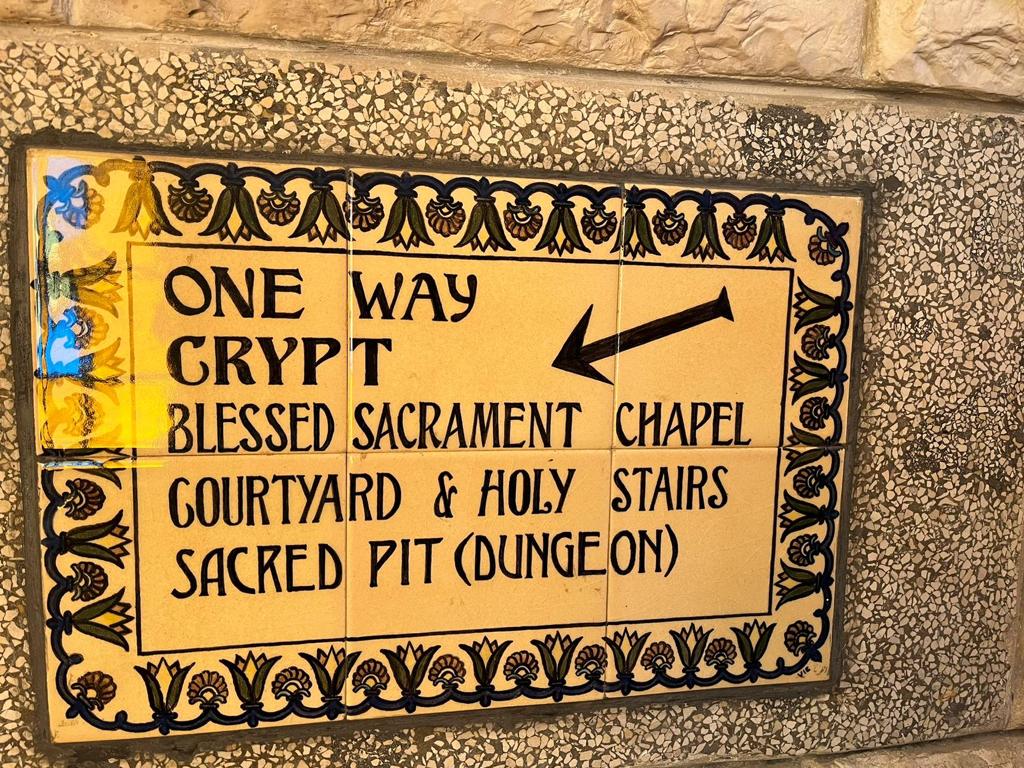 ONE WAY
CRYPT
BLESSED SACRAMENT CHAPEL
COURTYARD & HOLY STAIRS
SACRED PIT (DUNGEON)